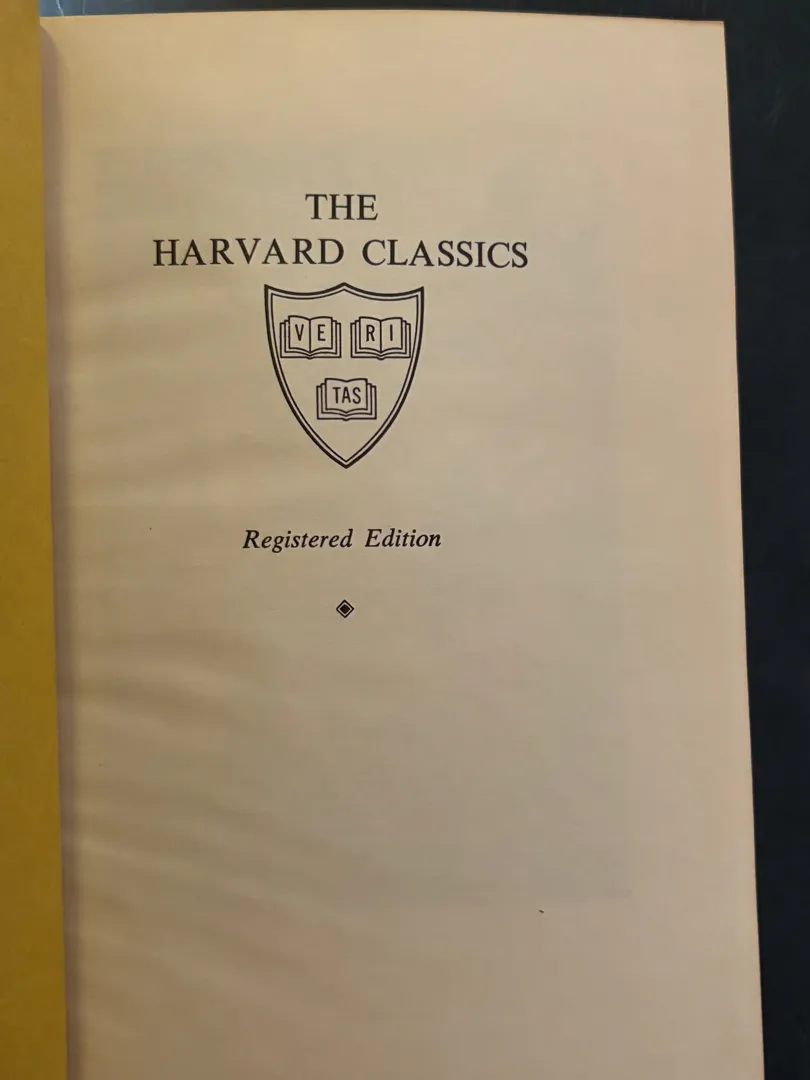 THE
HARVARD CLASSICS
VE RI
TAS
Registered Edition